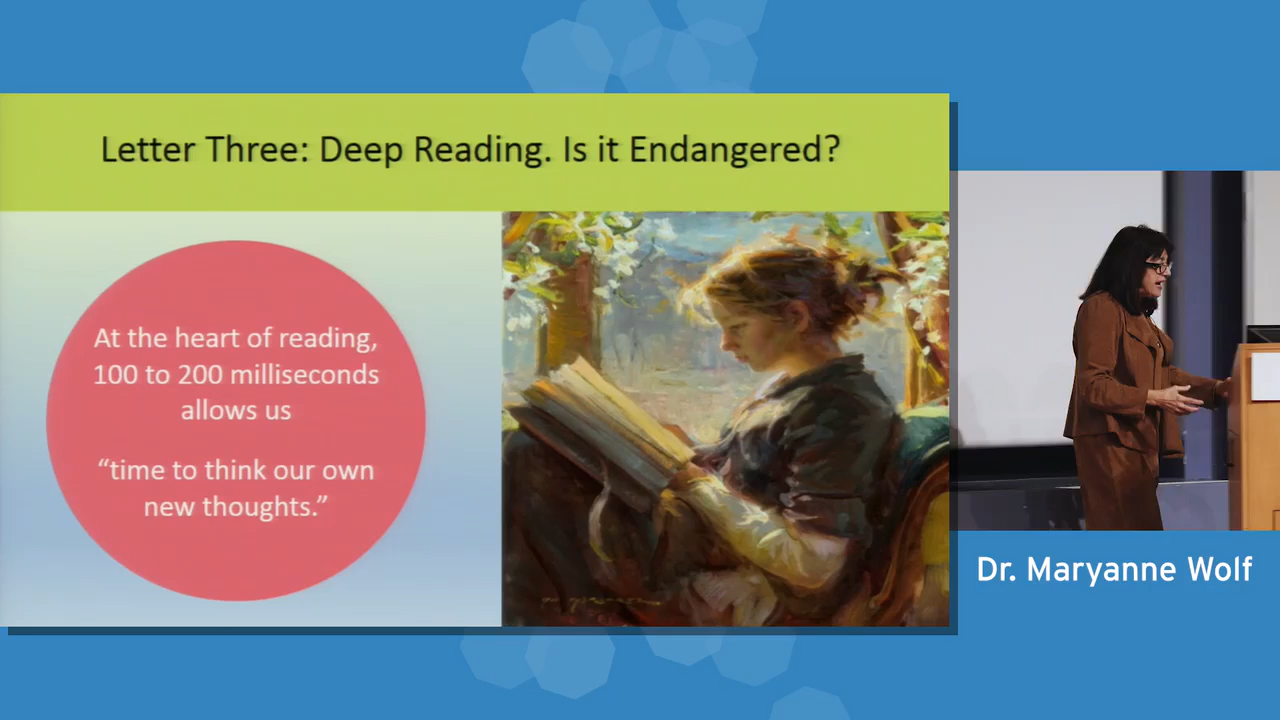 Letter Three: Deep Reading. Is it Endangered?
At the heart of reading,
100 to 200 milliseconds
allows us
“time to think our own
new thoughts.”
Dr. Maryanne Wolf